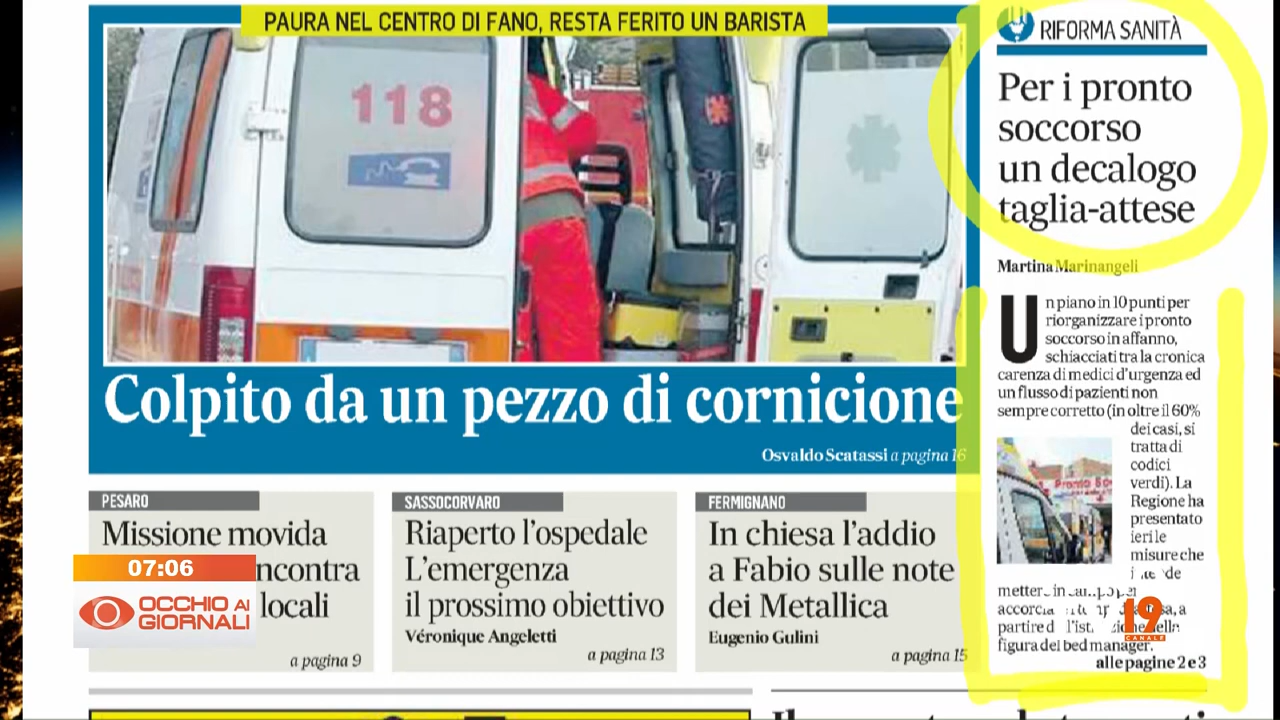 PAURA NEL CENTRO DI FANO, RESTA FERITO UN BARISTA
118
Colpito da un pezzo di cornicione
Osvaldo Scatassi a pagina 16
RIFORMA SANITÀ
Per i pronto
soccorso
un decalogo
taglia-attese
Martina Marinangeli
Un piano in 10 punti per
riorganizzare i pronto
soccorso in affanno,
schiacciati tra la cronica
carenza di medici d'urgenza ed
un flusso di pazienti non
sempre corretto (in oltre il 60%
dei casi, si
tratta di
codici
verdi). La
Regione ha
presentato
ieri le
misure che
partire
figura del bed manager.
alle pagine 2 e 3
Pronto
PESARO
Missione movida
locali
a pagina 9
SASSOCORVARO
Riaperto l'ospedale
L'emergenza
il prossimo obiettivo
Véronique Angeletti
a pagina 13
FERMIGNANO
In chiesa l'addio
a Fabio sulle note
dei Metallica
Eugenio Gulini
a pagina 15
07:06
OCCHIO AI
GIORNALI
19
CANALE